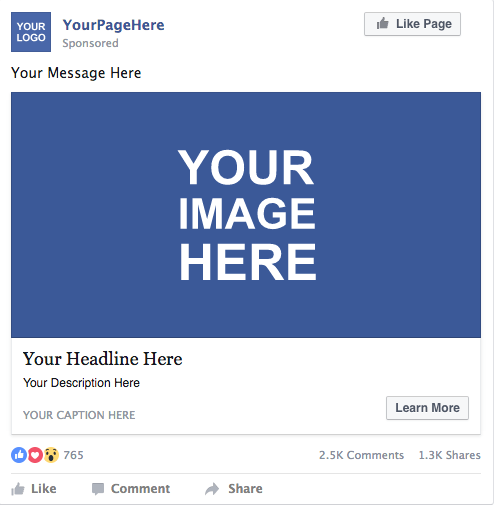 YOUR
LOGO
YourPageHere
Sponsored
Like Page
Your Message Here
YOUR
IMAGE
HERE
Your Headline Here
Your Description Here
YOUR CAPTION HERE
Learn More
765
2.5K Comments 1.3K Shares
Like Comment Share